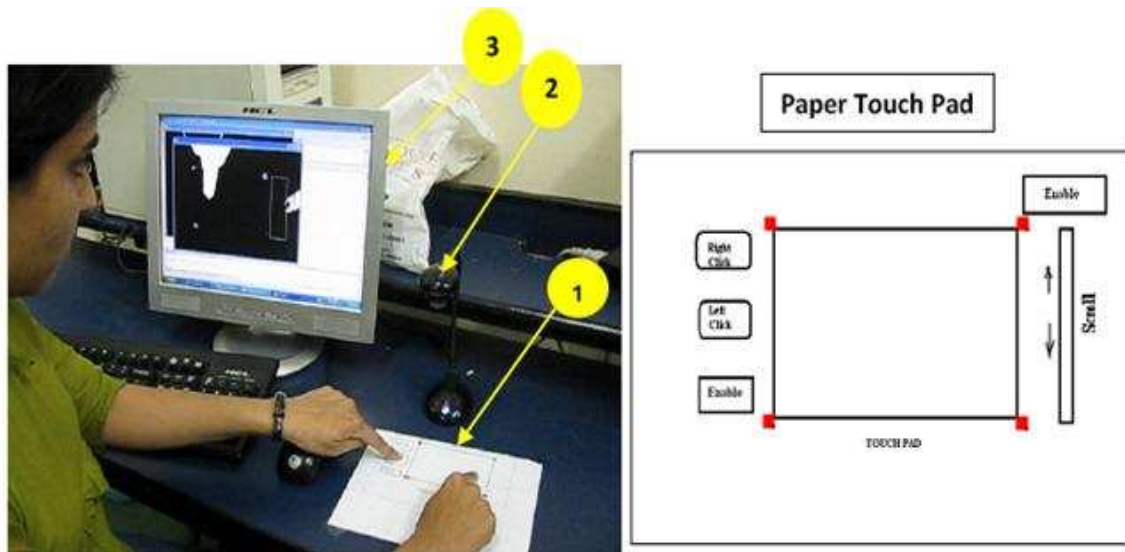 3
2
1
HCL
Paper Touch Pad
Enable
Right
Click
Left
Click
Enable
Scroll
TOUCH PAD